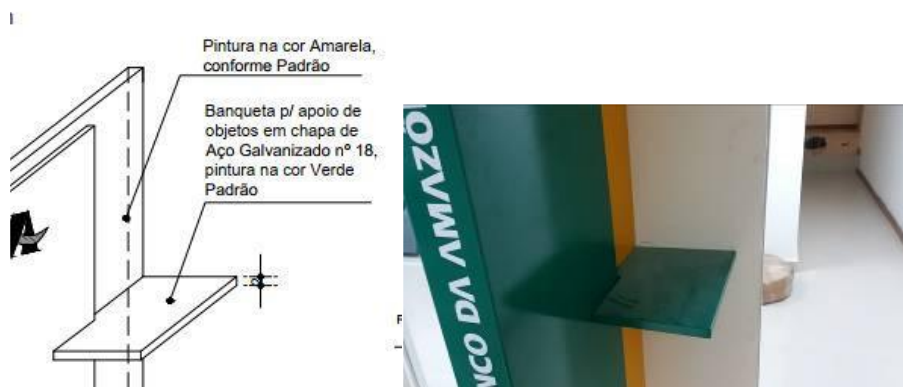 Pintura na cor Amarela,
conforme Padrão
Banqueta p/ apoio de
objetos em chapa de
Aço Galvanizado nº 18,
pintura na cor Verde
Padrão
NCO DA AMAZÔ